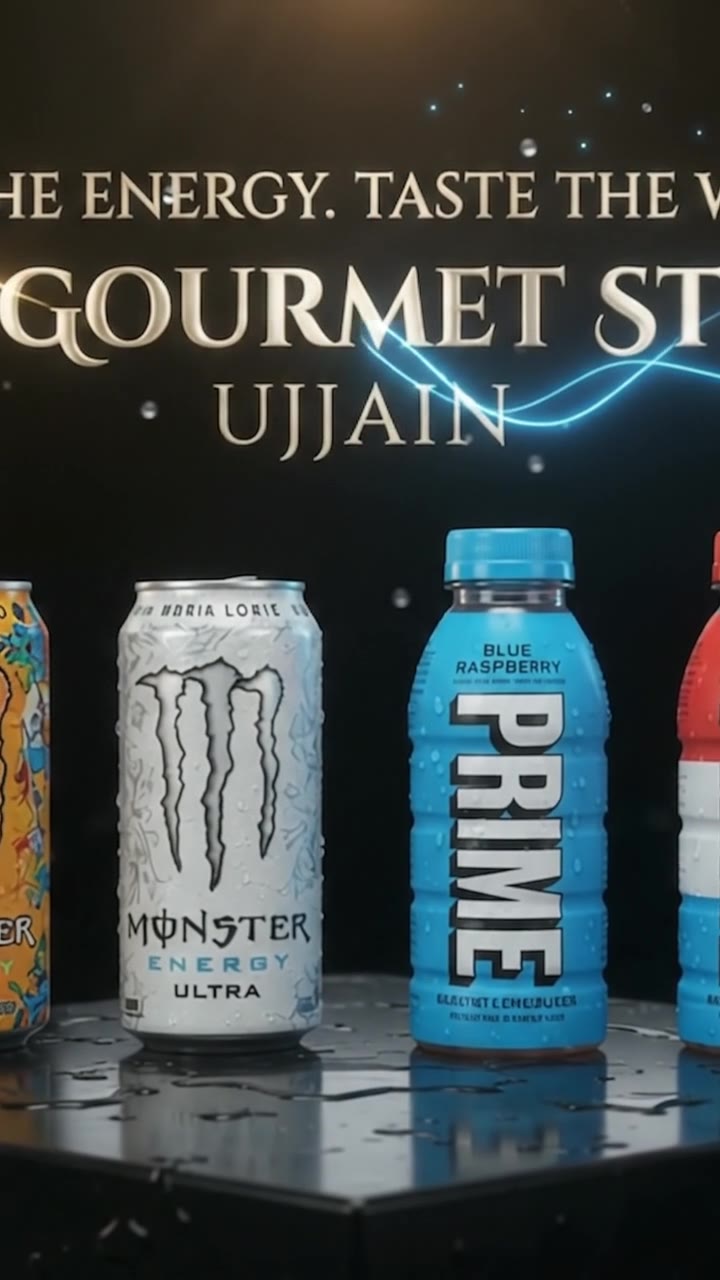 HE ENERGY. TASTE THE W
GOURMET ST
UJJAIN
MONSTER
ENERGY
ULTRA
BLUE
RASPBERRY
PRIME
ER
Y